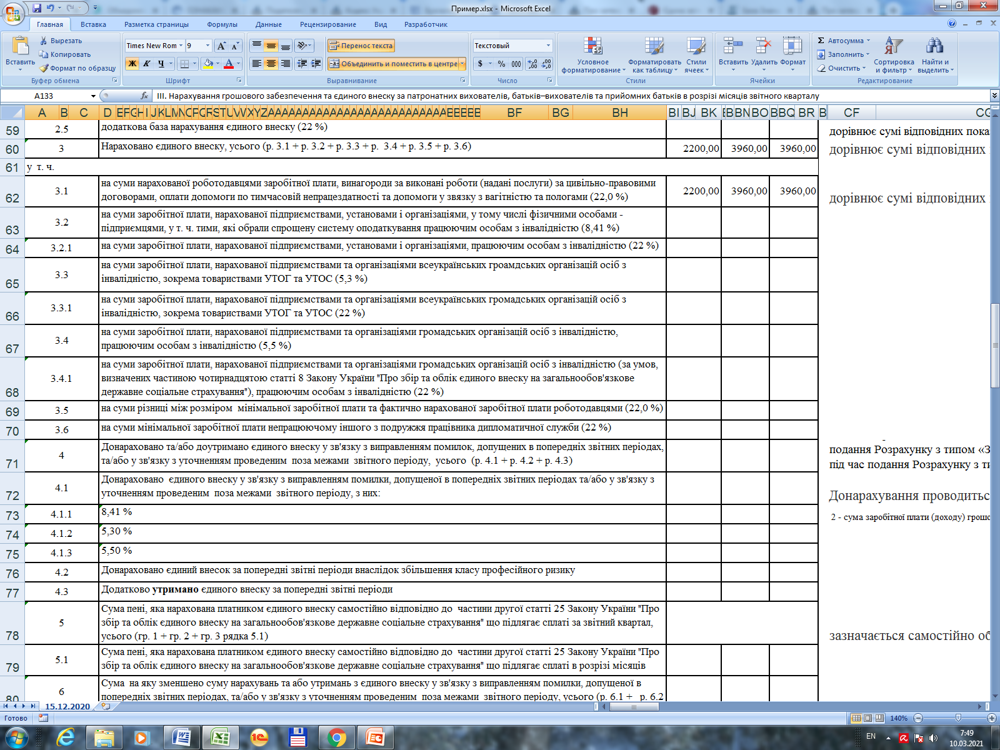 Пример.xlsx - Microsoft Excel
Главная Вставка Разметка страницы Формулы Данные Рецензирование Вид Разработчик
Вставить Вырезать Копировать Формат по образцу Буфер обмена
Times New Rom 9 Ж К Ч Шрифт
Перенос текста Объединить и поместить в центре Выравнивание
Текстовый $ % 000 Число
Условное форматирование Форматировать как таблицу Стили ячеек Стили
Вставить Удалить Формат Ячейки
Σ Автосумма Заполнить Очистить Сортировка и фильтр Найти и выделить Редактирование
A133 fx III. Нарахування грошового забезпечення та єдиного внеску за патронатних вихователів, батьків–вихователів та прийомних батьків в розрізі місяців звітного кварталу
A B C D BF BG BH BI BJ BK BN BO BQ BR CF
59 2.5 додаткова база нарахування єдиного внеску (22 %) дорівнює сумі відповідних пока
60 3 Нараховано єдиного внеску, усього (р. 3.1 + р. 3.2 + р. 3.3 + р. 3.4 + р. 3.5 + р. 3.6) 2200,00 3960,00 3960,00 дорівнює сумі відповідних
61 у т. ч.
62 3.1 на суми нарахованої роботодавцями заробітної плати, винагороди за виконані роботи (надані послуги) за цивільно-правовими
договорами, оплати допомоги по тимчасовій непрацездатності та допомоги у звязку з вагітністю та пологами (22,0 %) 2200,00 3960,00 3960,00 дорівнює сумі відповідних
63 3.2 на суми заробітної плати, нарахованої підприємствами, установами і організаціями, у тому числі фізичними особами -
підприємцями, у т. ч. тими, які обрали спрощену систему оподаткування працюючим особам з інвалідністю (8,41 %)
64 3.2.1 на суми заробітної плати, нарахованої підприємствами, установами і організаціями, працюючим особам з інвалідністю (22 %)
65 3.3 на суми заробітної плати, нарахованої підприємствами та організаціями всеукраїнських гроамдських організацій осіб з
інвалідністю, зокрема товариствами УТОГ та УТОС (5,3 %)
66 3.3.1 на суми заробітної плати, нарахованої підприємствами та організаціями всеукраїнських громадських організацій осіб з
інвалідністю, зокрема товариствами УТОГ та УТОС (22 %)
67 3.4 на суми заробітної плати, нарахованої підприємствами та організаціями громадських організацій осіб з інвалідністю,
працюючим особам з інвалідністю (5,5 %)
68 3.4.1 на суми заробітної плати, нарахованої підприємствами та організаціями громадських організацій осіб з інвалідністю (за умов,
визначених частиною чотирнадцятою статті 8 Закону України "Про збір та облік єдиного внеску на загальнообов'язкове
державне соціальне страхування"), працюючим особам з інвалідністю (22 %)
69 3.5 на суми різниці між розміром мінімальної заробітної плати та фактично нарахованої заробітної плати роботодавцями (22,0 %)
70 3.6 на суми мінімальної заробітної плати непрацюючому іншого з подружжя працівника дипломатичної служби (22 %)
71 4 Донараховано та/або доутримано єдиного внеску у зв'язку з виправленням помилок, допущених в попередніх звітних періодах, подання Розрахунку з типом «З
та/або у зв'язку з уточненням проведеним поза межами звітного періоду, усього (р. 4.1 + р. 4.2 + р. 4.3) під час подання Розрахунку з ти
72 4.1 Донараховано єдиного внеску у зв'язку з виправленням помилки, допущеної в попередніх звітних періодах та/або у зв'язку з
уточненням проведеним поза межами звітного періоду, з них: Донарахування проводитьс
73 4.1.1 8,41 % 2 - сума заробітної плати (доходу) грошо
74 4.1.2 5,30 %
75 4.1.3 5,50 %
76 4.2 Донараховано єдиний внесок за попередні звітні періоди внаслідок збільшення класу професійного ризику
77 4.3 Додатково утримано єдиного внеску за попередні звітні періоди
78 5 Сума пені, яка нарахована платником єдиного внеску самостійно відповідно до частини другої статті 25 Закону України "Про
збір та облік єдиного внеску на загальнообов'язкове державне соціальне страхування" що підлягає сплаті за звітний квартал,
усього (гр. 1 + гр. 2 + гр. 3 рядка 5.1) зазначається самостійно об
79 5.1 Сума пені, яка нарахована платником єдиного внеску самостійно відповідно до частини другої статті 25 Закону України "Про
збір та облік єдиного внеску на загальнообов'язкове державне соціальне страхування" що підлягає сплаті в розрізі місяців
80 6 Сума на яку зменшено суму нарахувань та або утримань з єдиного внеску у зв'язку з виправленням помилки, допущеної в
попередніх звітних періодах, та/або у зв'язку з уточненням проведеним поза межами звітного періоду, усього (р. 6.1 + р. 6.2
15.12.2020
Готово 140%
EN 7:49
10.03.2021